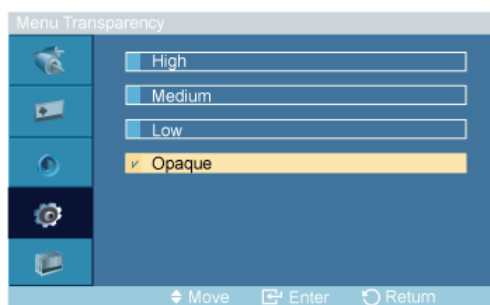 Menu Transparency
High
Medium
Low
Opaque
Move Enter Return